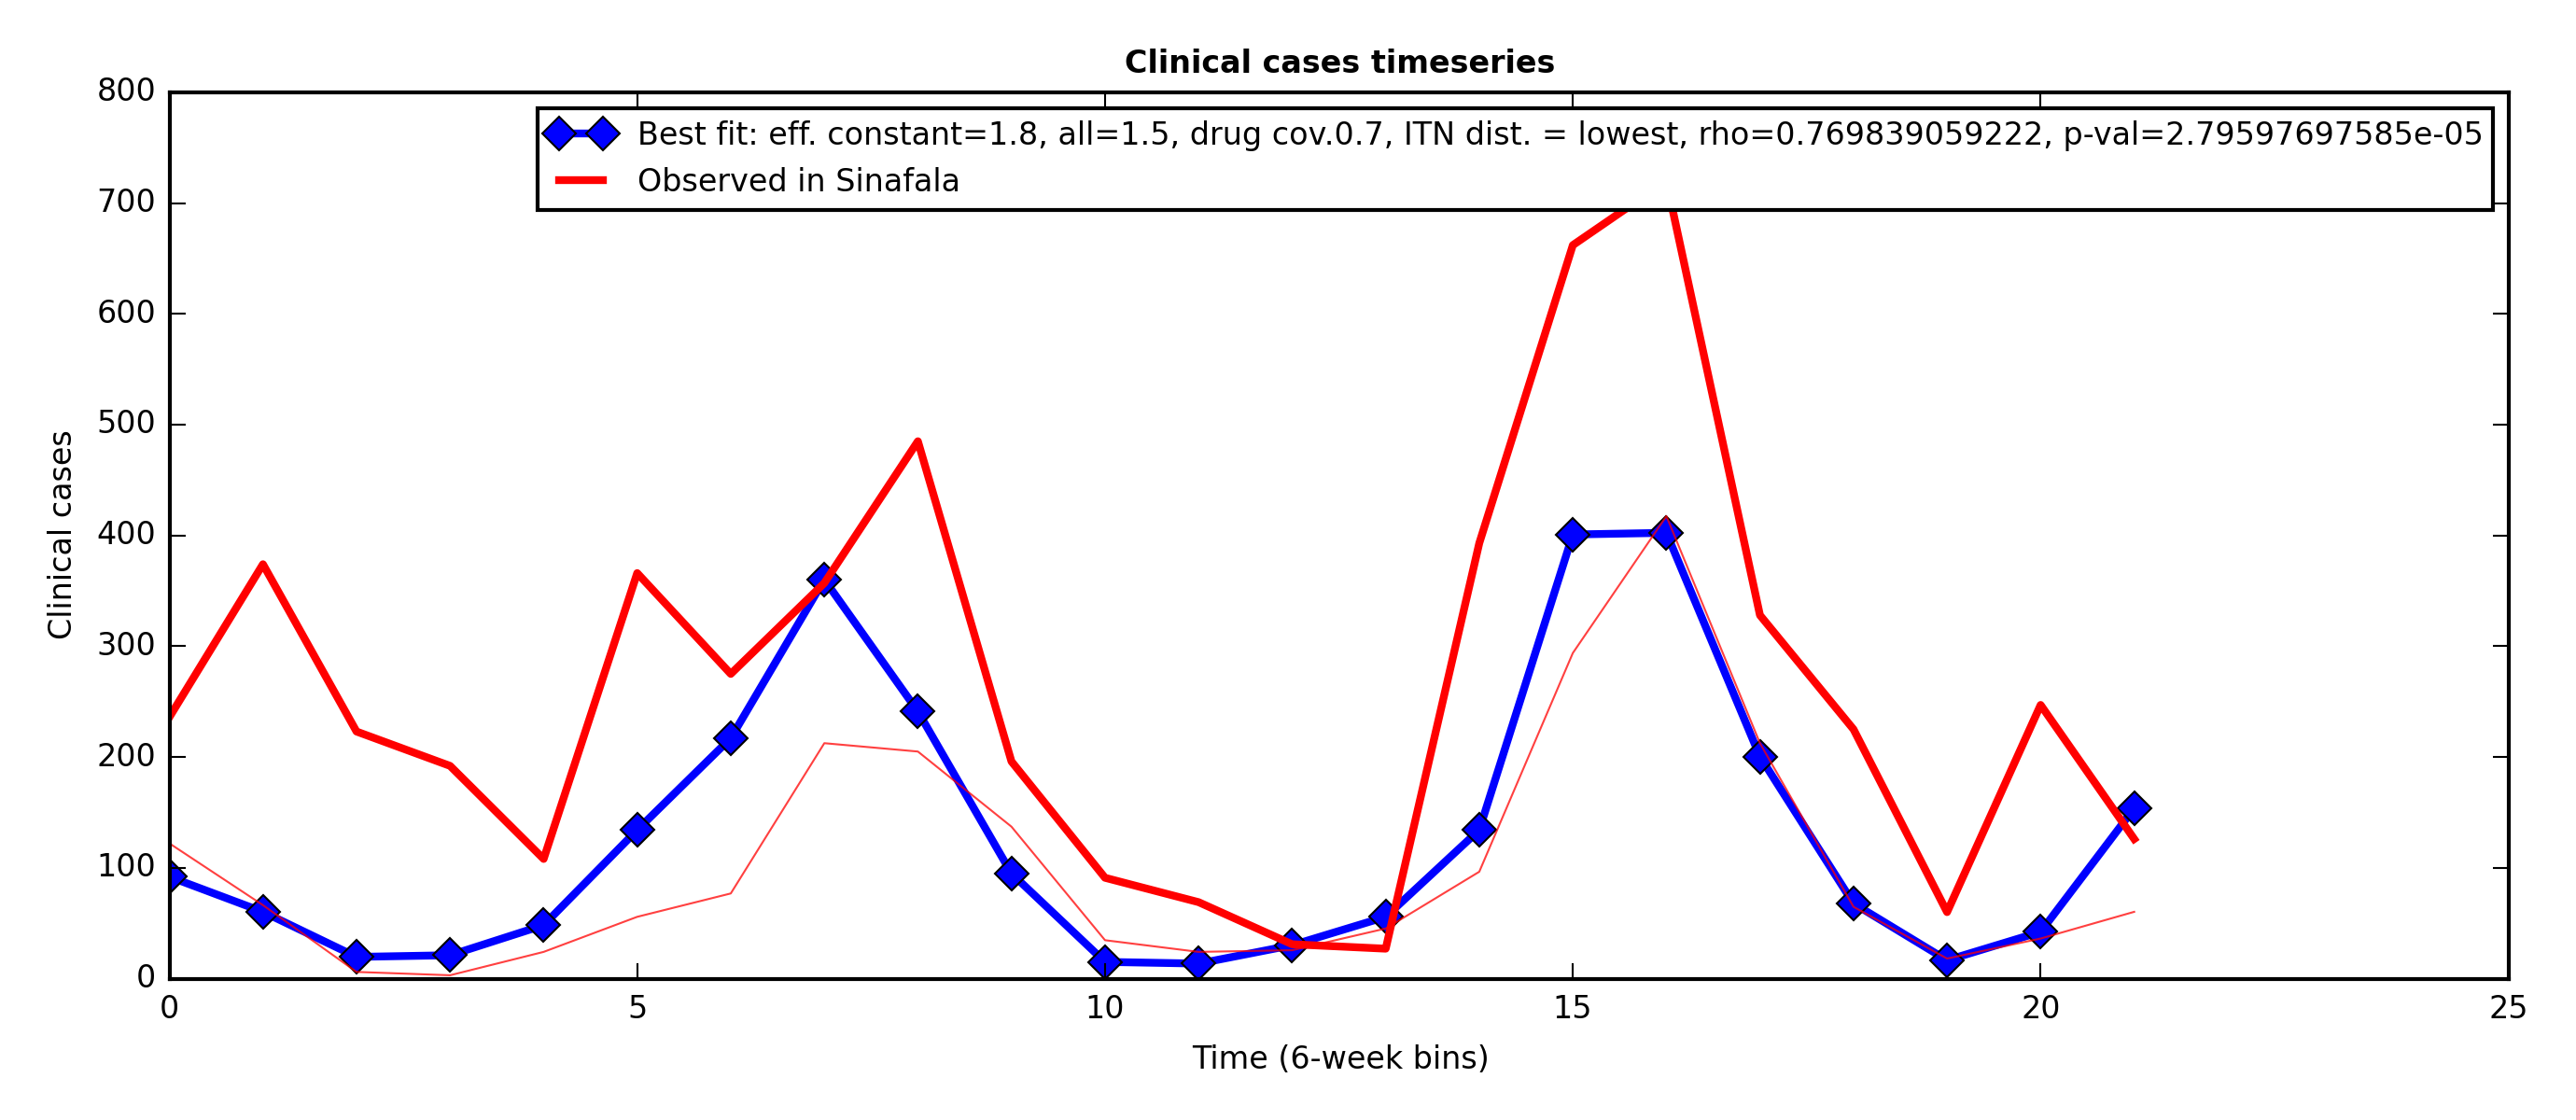 Clinical cases timeseries
Best fit: eff. constant=1.8, all=1.5, drug cov.0.7, ITN dist. = lowest, rho=0.769839059222, p-val=2.79597697585e-05
Observed in Sinafala
800
700
600
500
400
300
200
100
0
Clinical cases
0 5 10 15 20 25
Time (6-week bins)